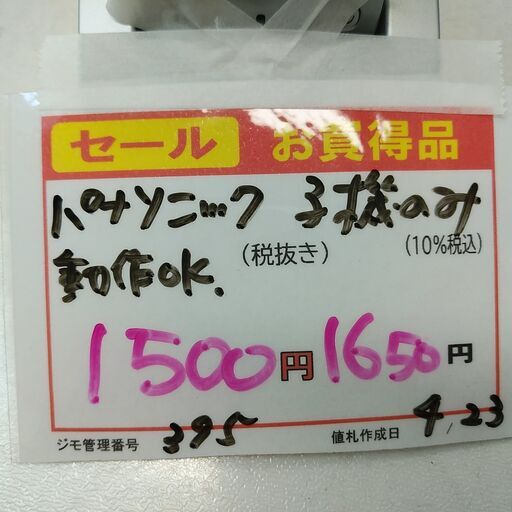 セール お買得品
パナソニック 子機のみ
動作OK. (税抜き) (10%税込)
1500円 1650円
ジモ管理番号 395 値札作成日 4,23